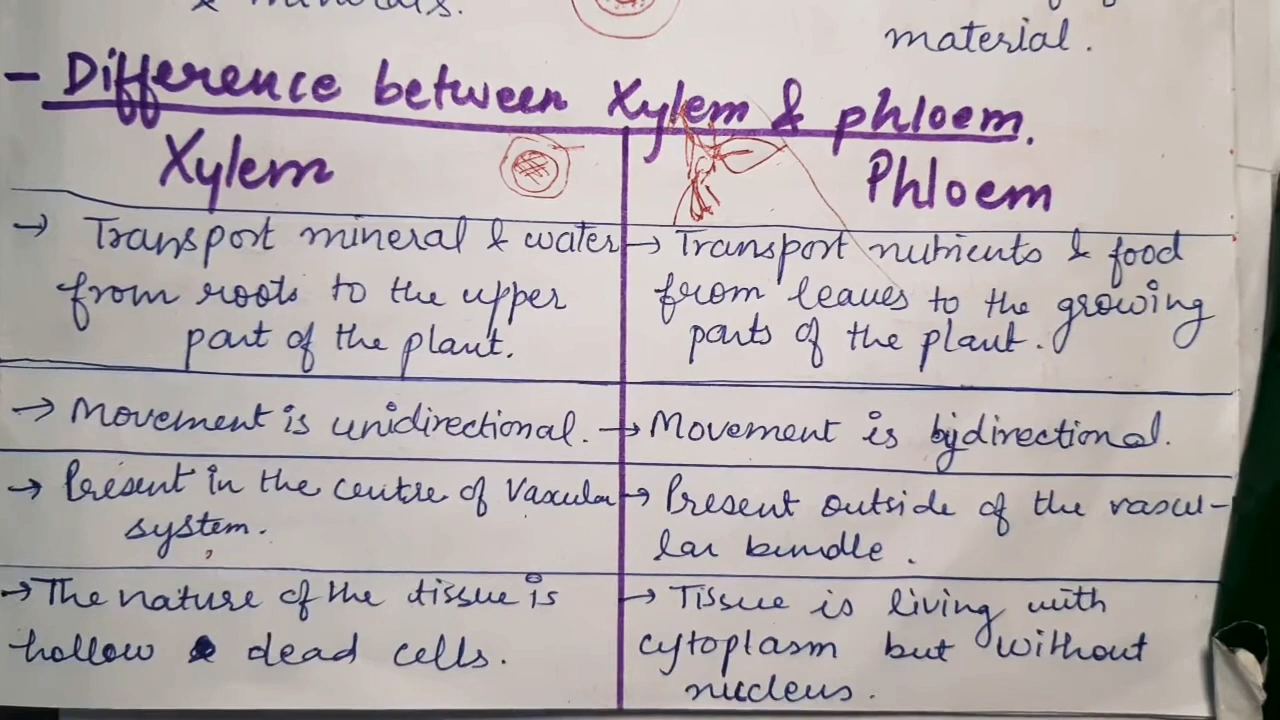 & minerals.
material.
- Difference between Xylem & phloem.
Xylem
Phloem
→ Transport mineral & water
from roots to the upper
part of the plant.
→ Transport nutrients & food
from leaves to the growing
parts of the plant.
→ Movement is unidirectional.
→ Movement is bidirectional.
→ Present in the centre of Vascular
system.
→ Present outside of the vascu-
lar bundle.
→ The nature of the tissue is
hollow & dead cells.
→ Tissue is living with
cytoplasm but without
nucleus.